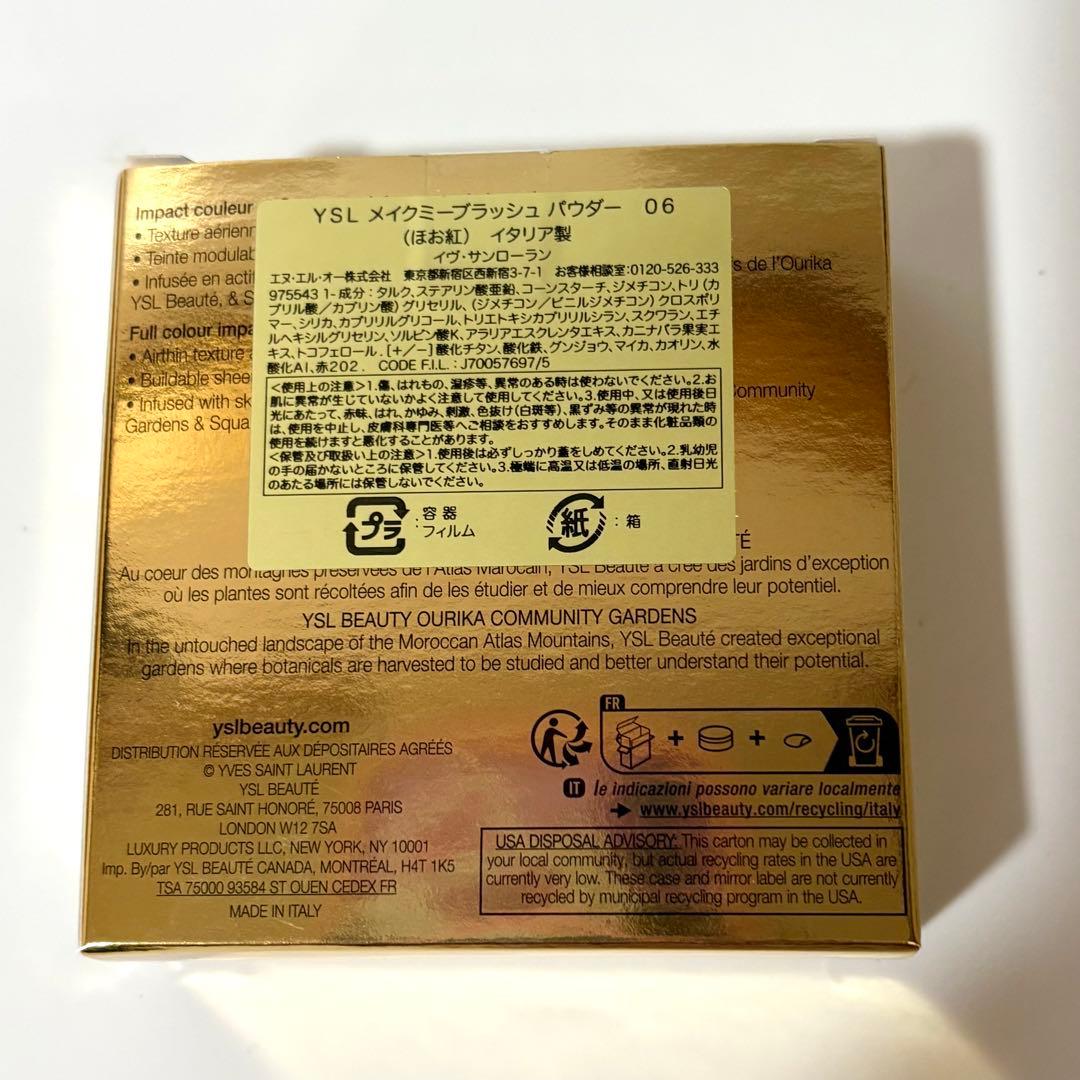 Impact couleur
• Texture aérienn
• Teinte modulab
• Infusée en actif
fs de l'Ourika
YSL Beauté, & S
Full colour impa
• Airthin texture a
• Buildable shee
• Infused with sk
Community
Gardens & Squa
YSL メイクミーブラッシュ パウダー 06
(ほお紅) イタリア製
イヴ・サンローラン
エヌ・エル・オー株式会社 東京都新宿区西新宿3-7-1 お客様相談室:0120-526-333
975543 1- 成分:タルク、ステアリン酸亜鉛、コーンスターチ、ジメチコン、トリ(カ
プリル酸/カプリン酸)グリセリル、(ジメチコン/ビニルジメチコン)クロスポリ
マー、シリカ、カプリリルグリコール、トリエトキシカプリリルシラン、スクワラン、エチ
ルヘキシルグリセリン、ソルビン酸K、アラリアエスクレンタエキス、カニナバラ果実エ
キス、トコフェロール . [+/-]酸化チタン、酸化鉄、グンジョウ、マイカ、カオリン、水
酸化Al、赤202 . CODE F.I.L. : J70057697/5
<使用上の注意>1.傷、はれもの、湿疹等、異常のある時は使わないでください。2.お
肌に異常が生じていないかよく注意して使用してください。3.使用中、又は使用後日
光にあたって、赤味、はれ、かゆみ、刺激、色抜け(白斑等)、黒ずみ等の異常が現れた時
は、使用を中止し、皮膚科専門医等へご相談をおすすめします。そのまま化粧品類の
使用を続けますと悪化することがあります。
<保管及び取扱い上の注意>1.使用後は必ずしっかり蓋をしめてください。2.乳幼児
の手の届かないところに保管してください。3.極端に高温又は低温の場所、直射日光
のあたる場所には保管しないでください。
プラ :容器
フィルム
紙 :箱
TÉ
Au coeur des montagnes préservées de l'Atlas Marocain, YSL Beauté a créé des jardins d'exception
où les plantes sont récoltées afin de les étudier et de mieux comprendre leur potentiel.
YSL BEAUTY OURIKA COMMUNITY GARDENS
In the untouched landscape of the Moroccan Atlas Mountains, YSL Beauté created exceptional
gardens where botanicals are harvested to be studied and better understand their potential.
yslbeauty.com
DISTRIBUTION RÉSERVÉE AUX DÉPOSITAIRES AGRÉÉS
© YVES SAINT LAURENT
YSL BEAUTÉ
281, RUE SAINT HONORÉ, 75008 PARIS
LONDON W12 7SA
LUXURY PRODUCTS LLC, NEW YORK, NY 10001
Imp. By/par YSL BEAUTÉ CANADA, MONTRÉAL, H4T 1K5
TSA 75000 93584 ST OUEN CEDEX FR
MADE IN ITALY
FR
+ +
IT le indicazioni possono variare localmente
➔ www.yslbeauty.com/recycling/italy
USA DISPOSAL ADVISORY: This carton may be collected in
your local community, but actual recycling rates in the USA are
currently very low. These case and mirror label are not currently
recycled by municipal recycling program in the USA.